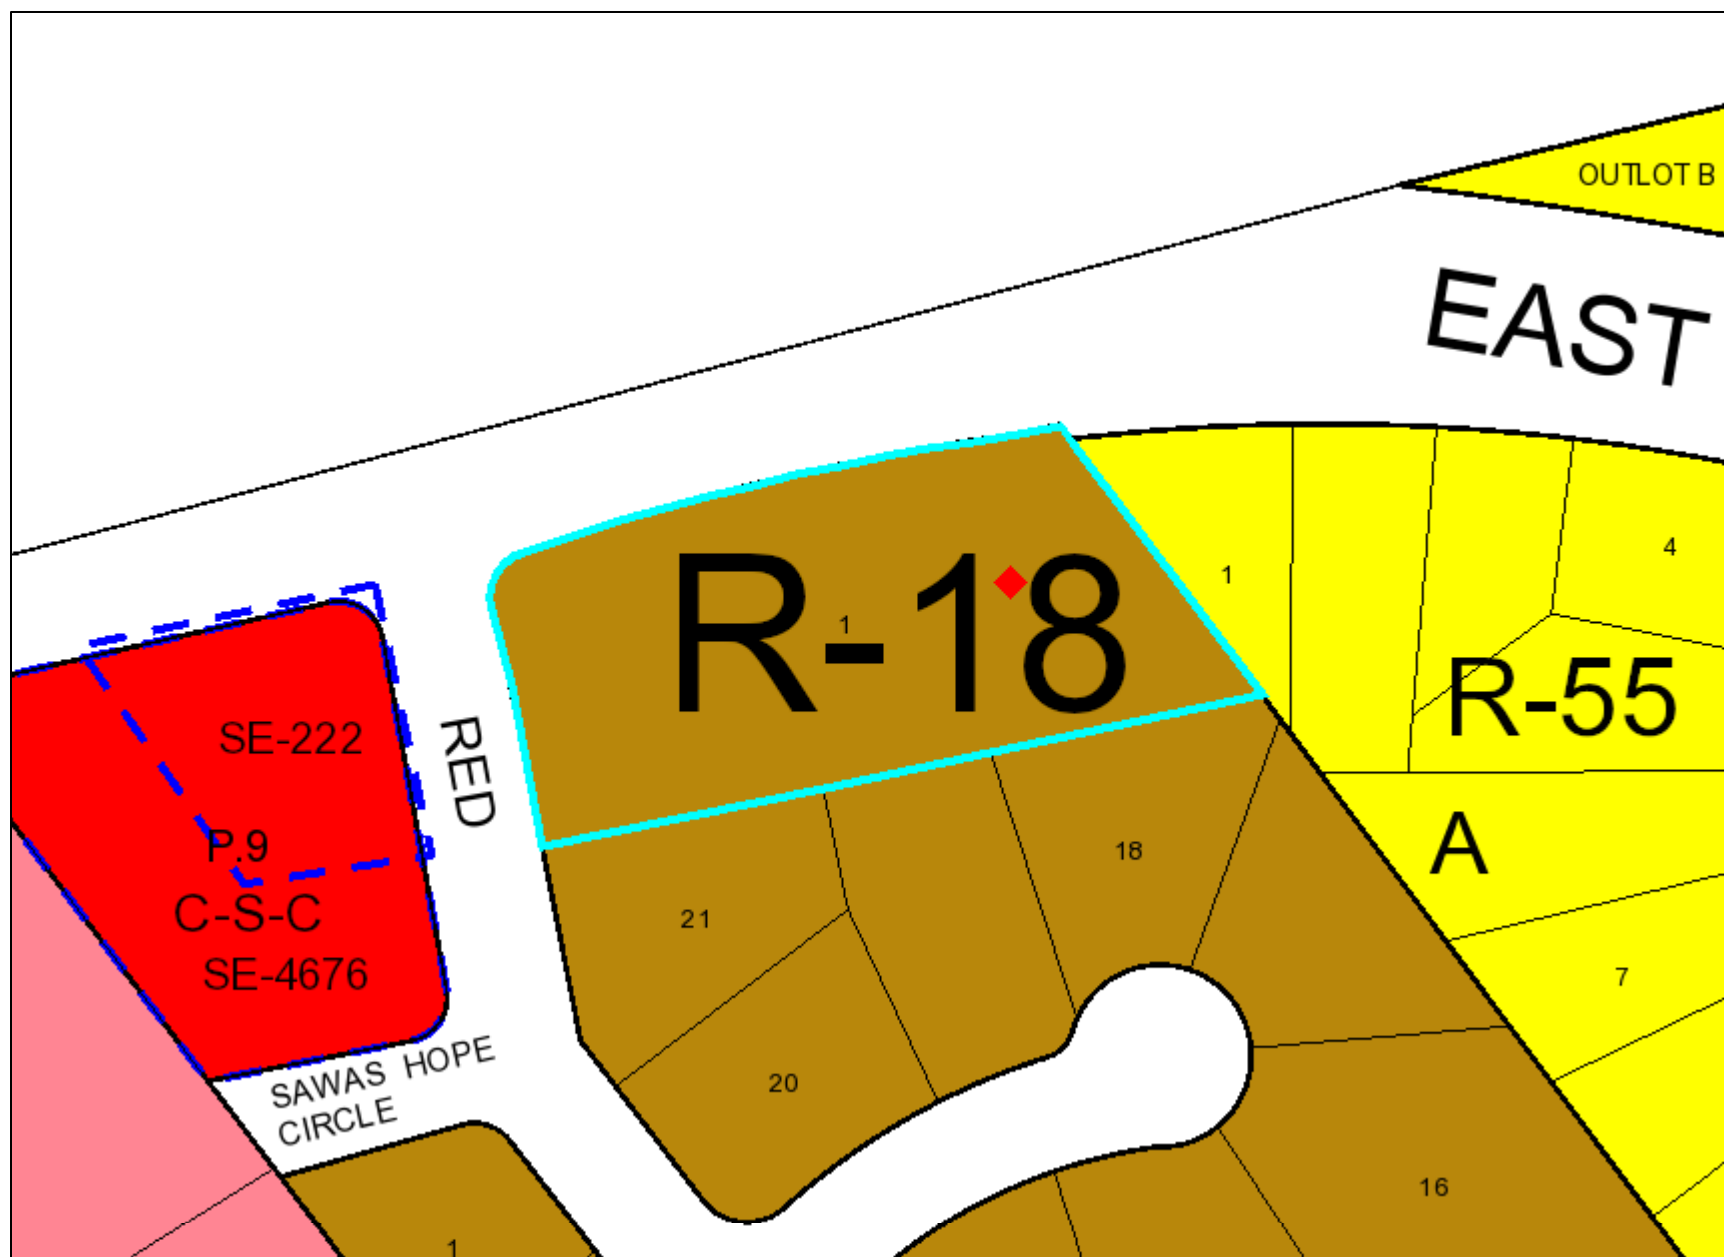 OUTLOT B
EAST
R-18
1
1
4
R-55
SE-222
RED
P.9
A
18
C-S-C
21
SE-4676
7
SAWAS HOPE
CIRCLE
20
16
1